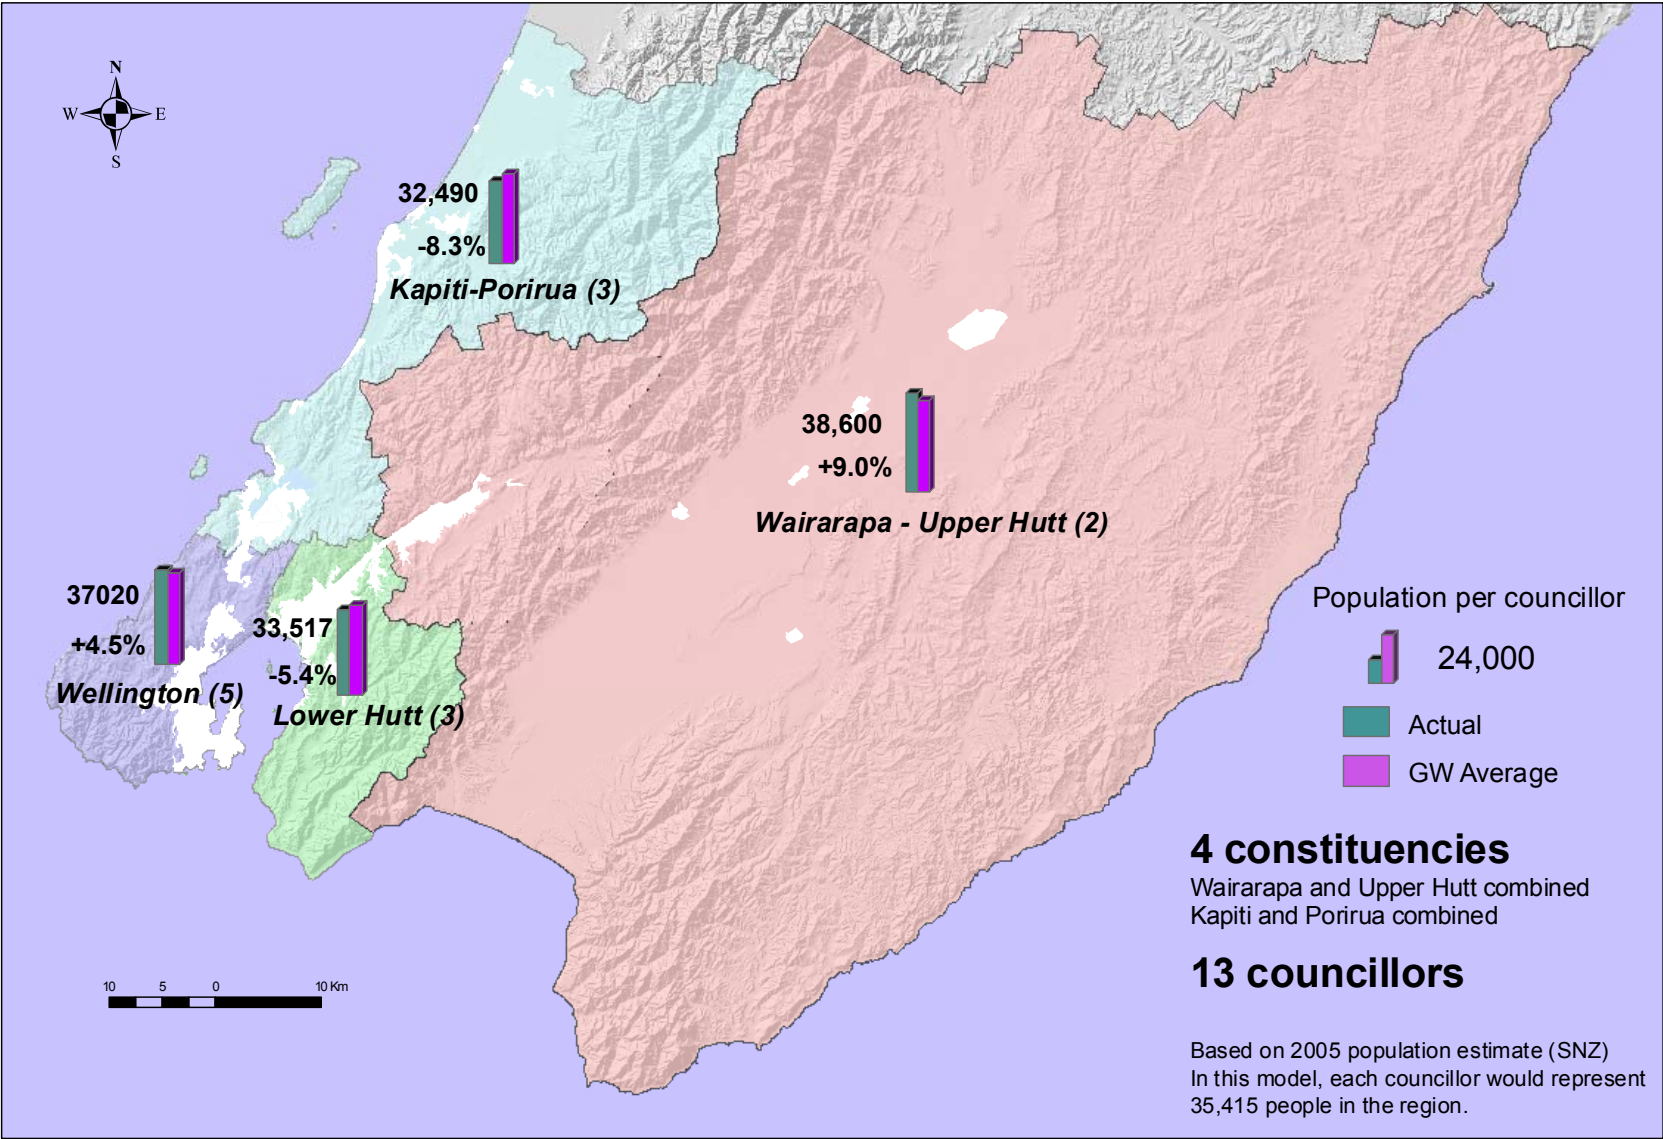 N
W E
S
32,490
-8.3%
Kapiti-Porirua (3)
38,600
+9.0%
Wairarapa - Upper Hutt (2)
37020
+4.5%
Wellington (5)
33,517
-5.4%
Lower Hutt (3)
Population per councillor
24,000
Actual
GW Average
4 constituencies
Wairarapa and Upper Hutt combined
Kapiti and Porirua combined
13 councillors
10 5 0 10 Km
Based on 2005 population estimate (SNZ)
In this model, each councillor would represent
35,415 people in the region.